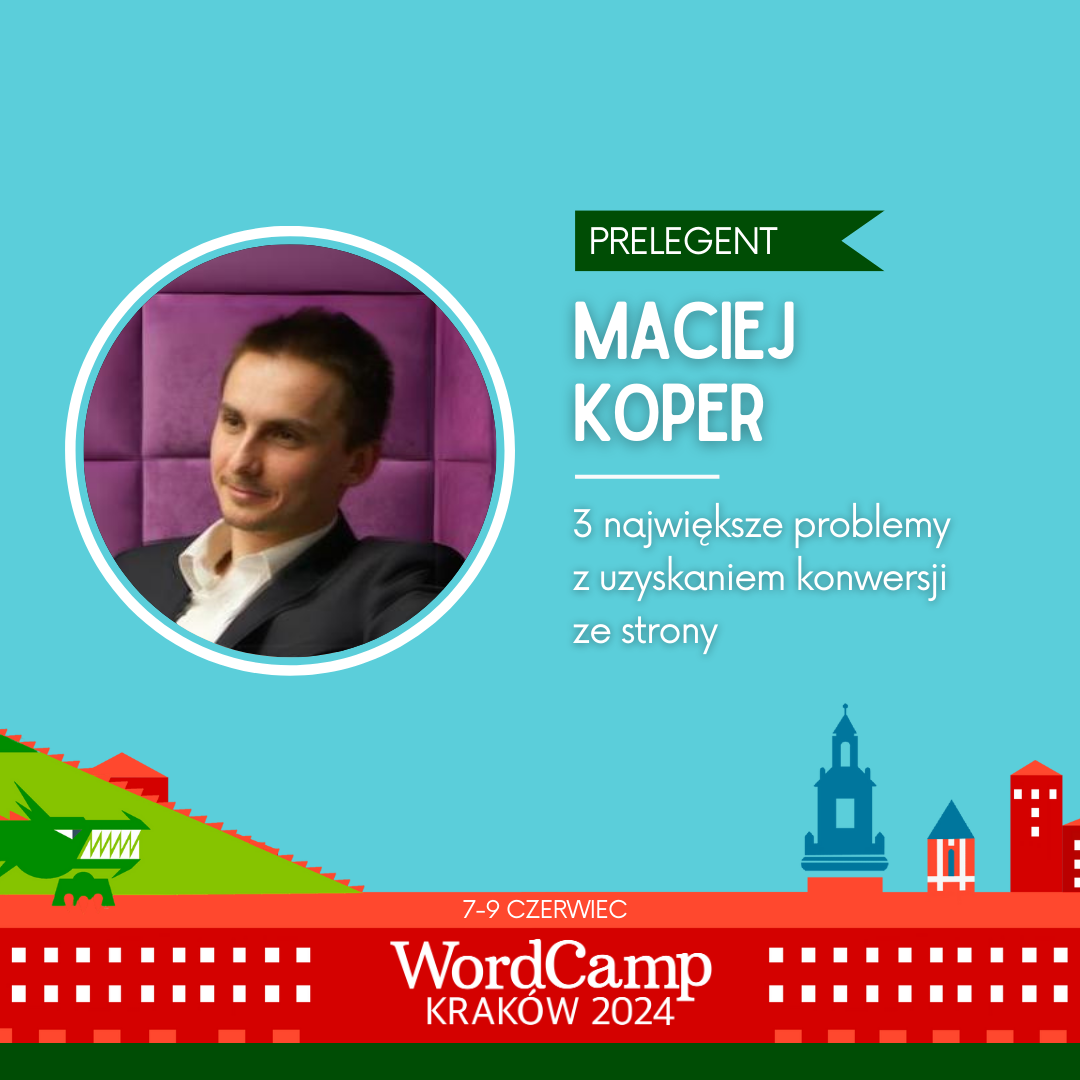 PRELEGENT
MACIEJ
KOPER
3 największe problemy
z uzyskaniem konwersji
ze strony
7-9 CZERWIEC
WordCamp
KRAKÓW 2024